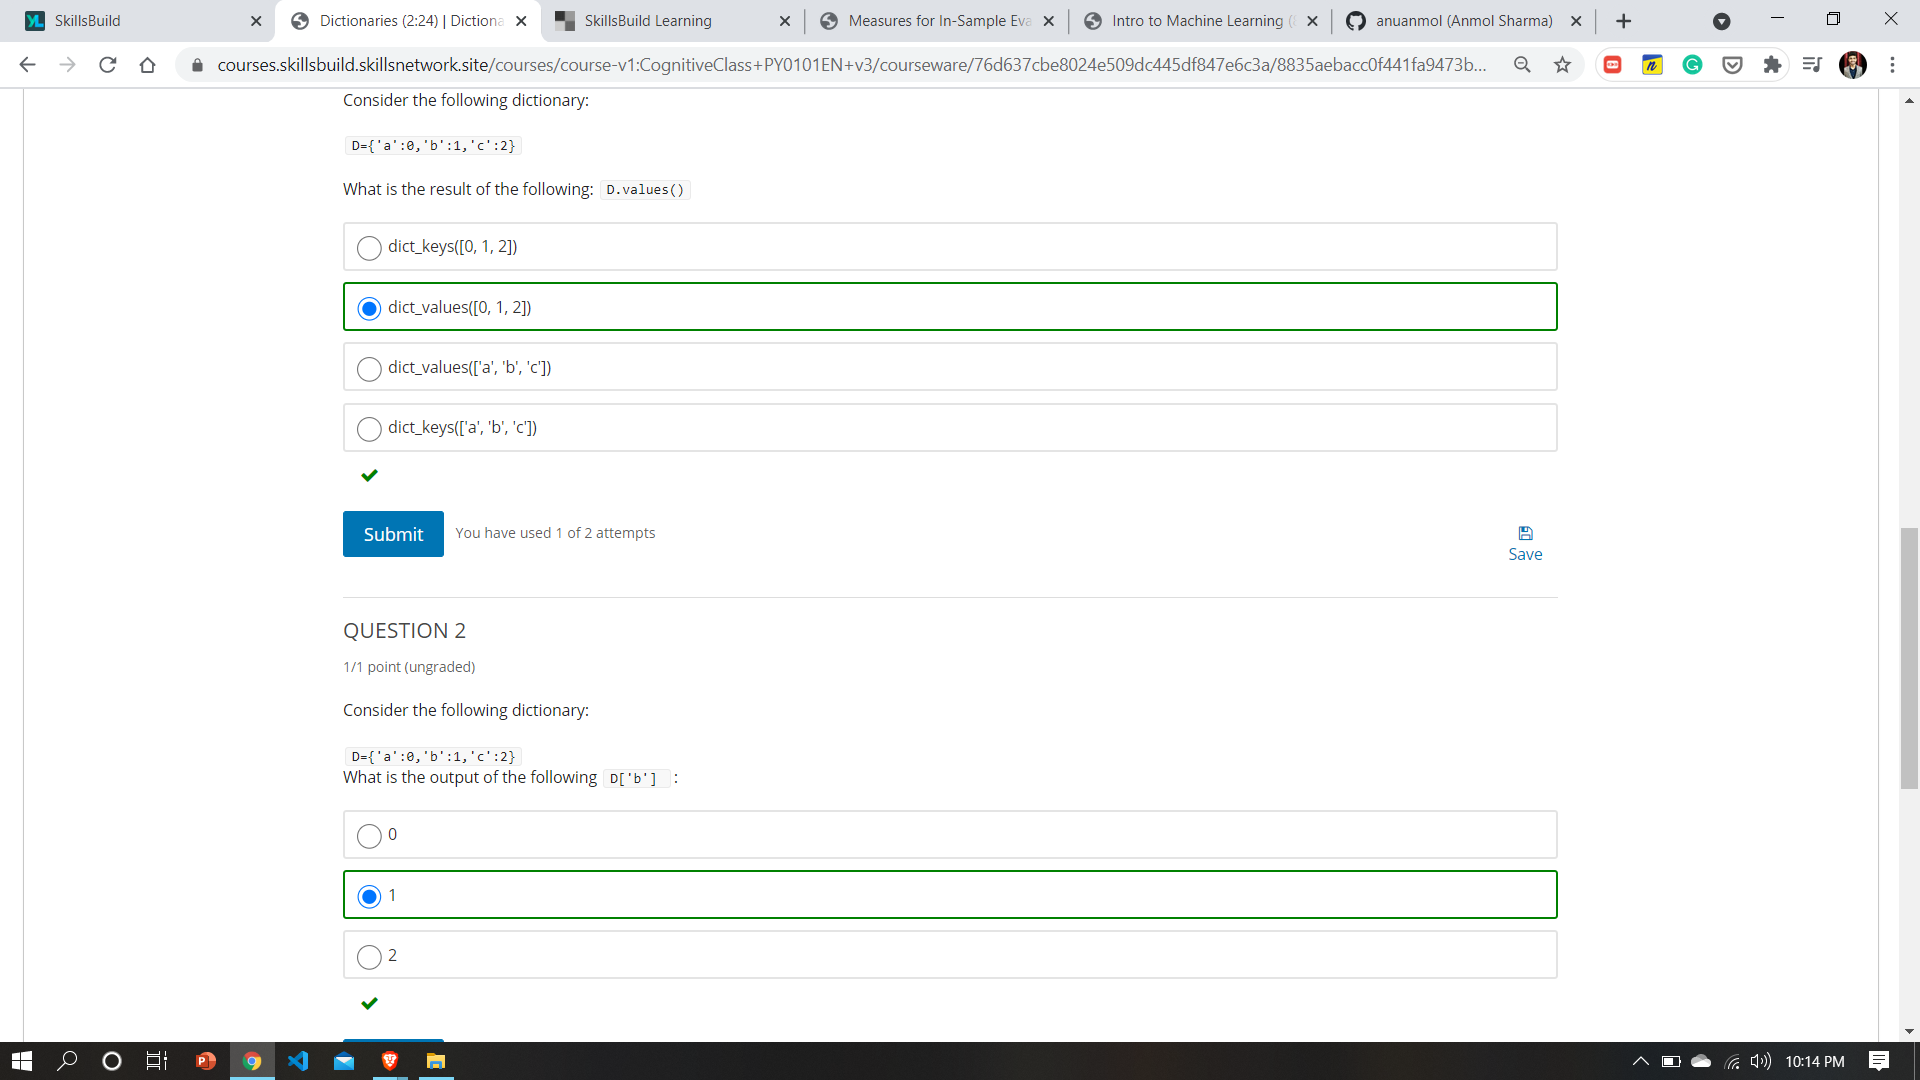 SkillsBuild
Dictionaries (2:24) | Dictiona
SkillsBuild Learning
Measures for In-Sample Eva
Intro to Machine Learning (
anuanmol (Anmol Sharma)
courses.skillsbuild.skillsnetwork.site/courses/course-v1:CognitiveClass+PY0101EN+v3/courseware/76d637cbe8024e509dc445df847e6c3a/8835aebacc0f441fa9473b...
Consider the following dictionary:
D={'a':0,'b':1,'c':2}
What is the result of the following: D.values()
dict_keys([0, 1, 2])
dict_values([0, 1, 2])
dict_values(['a', 'b', 'c'])
dict_keys(['a', 'b', 'c'])
Submit You have used 1 of 2 attempts
Save
QUESTION 2
1/1 point (ungraded)
Consider the following dictionary:
D={'a':0,'b':1,'c':2}
What is the output of the following D['b'] :
0
1
2
10:14 PM